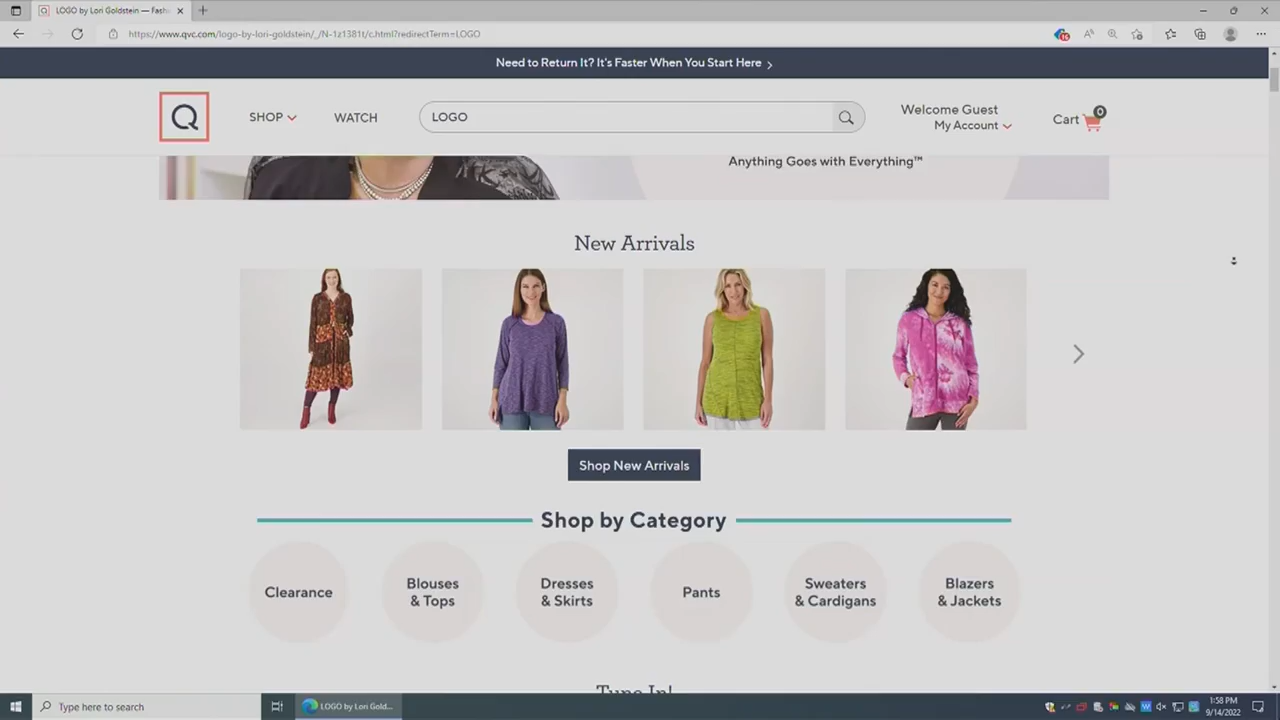 LOGO by Lori Goldstein — Fashi
https://www.qvc.com/logo-by-lori-goldstein/_/N-1z1381t/c.html?redirectTerm=LOGO
Need to Return It? It's Faster When You Start Here
Q
SHOP
WATCH
LOGO
Welcome Guest
My Account
Cart
0
Anything Goes with Everything™
New Arrivals
Shop New Arrivals
Shop by Category
Clearance
Blouses
& Tops
Dresses
& Skirts
Pants
Sweaters
& Cardigans
Blazers
& Jackets
Type here to search
LOGO by Lori Gold...
1:58 PM
9/14/2022